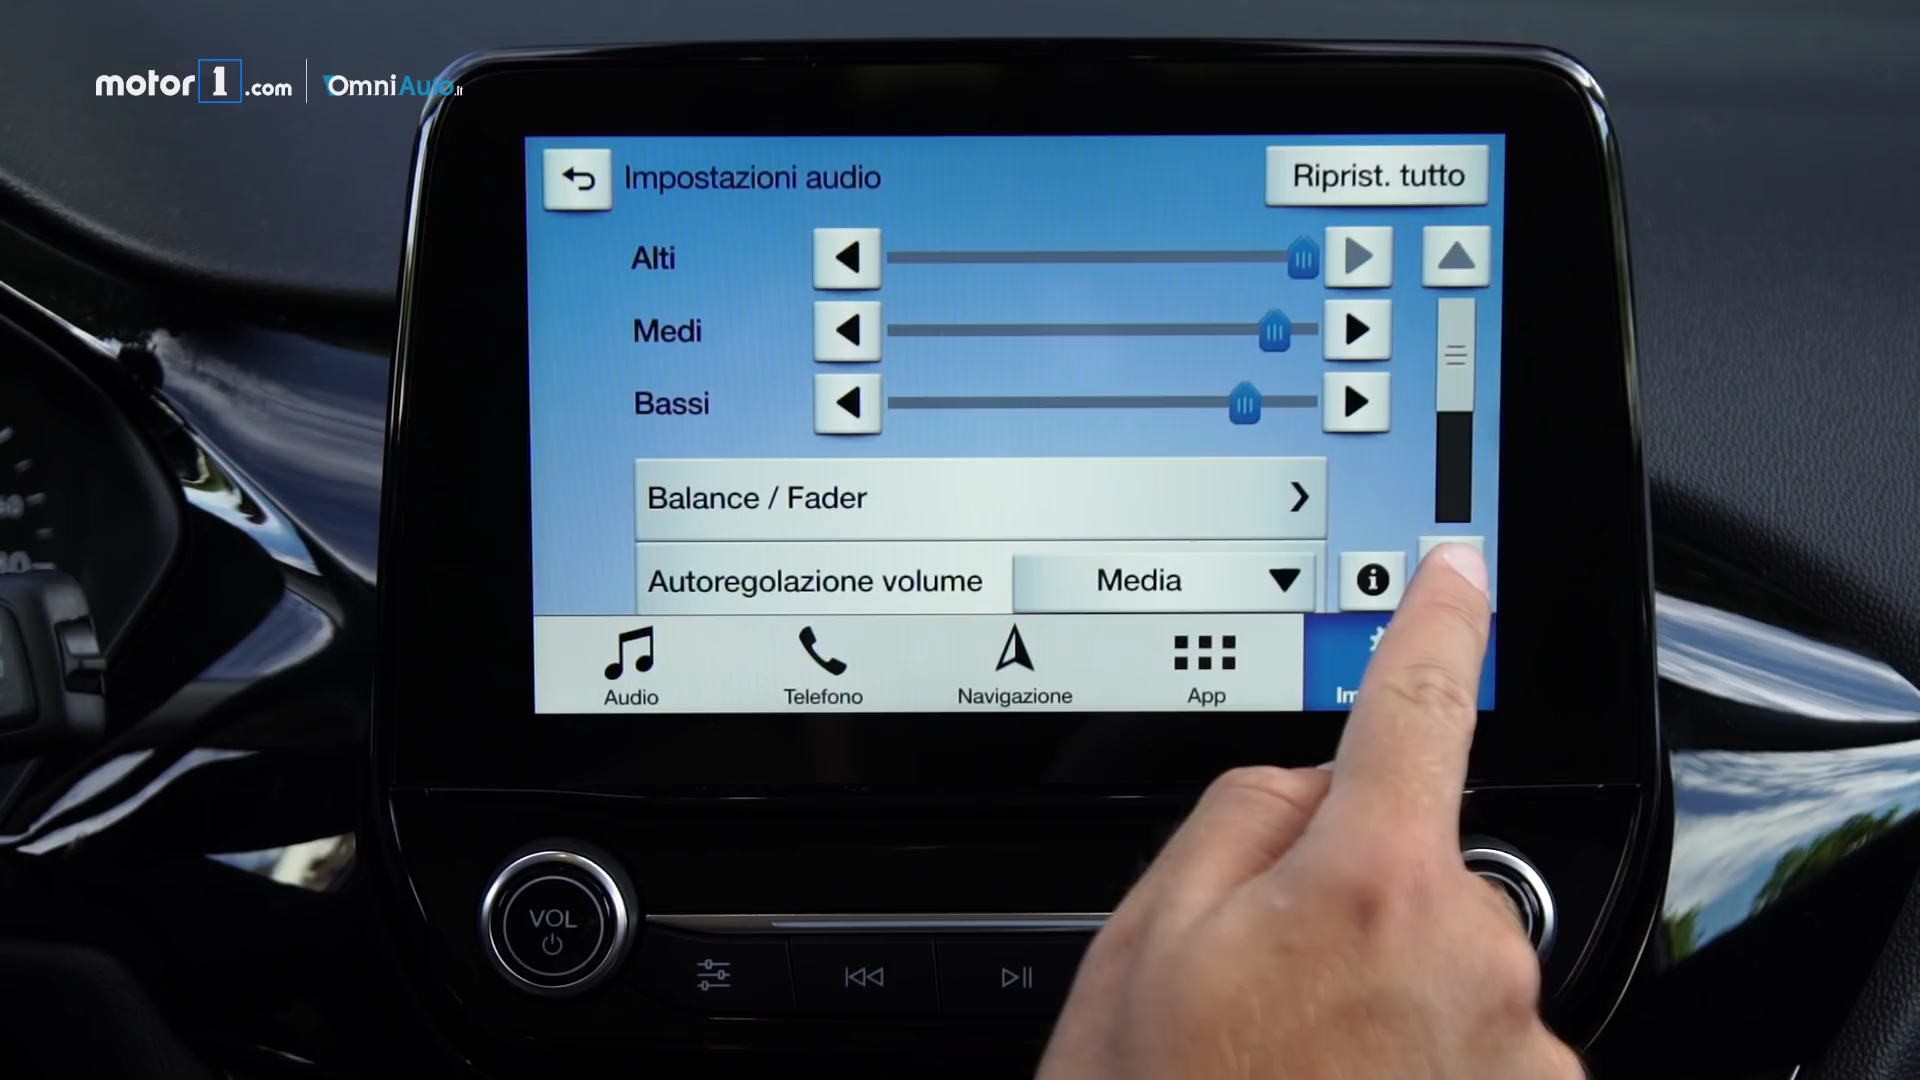 motor1.com | OmniAuto.it
Impostazioni audio
Riprist. tutto
Alti
Medi
Bassi
Balance / Fader
Autoregolazione volume
Media
Audio
Telefono
Navigazione
App
VOL